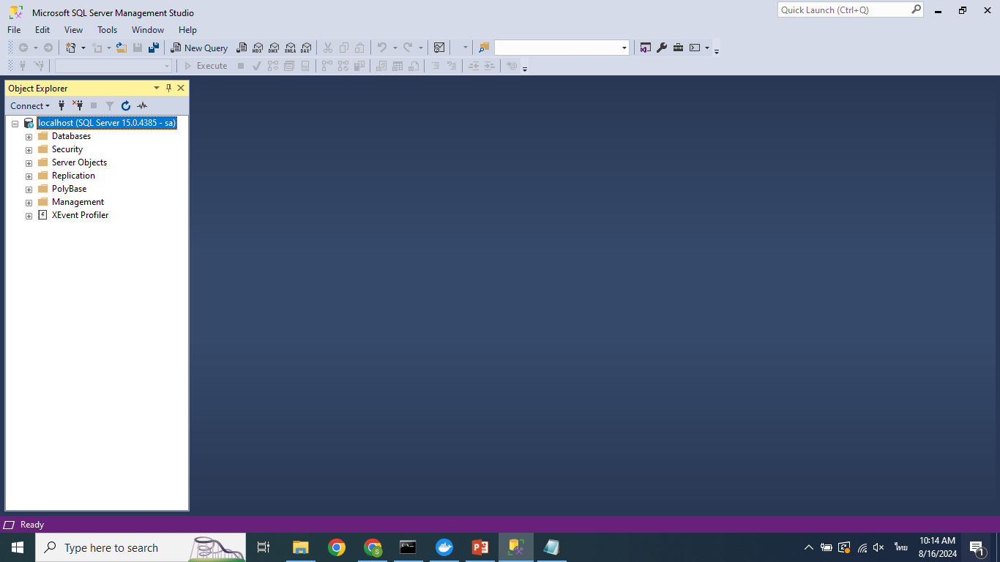 Microsoft SQL Server Management Studio
Quick Launch (Ctrl+Q)
File Edit View Tools Window Help
New Query MDX DMX XMLA DAX
Execute
Object Explorer
Connect
localhost (SQL Server 15.0.4385 - sa)
Databases
Security
Server Objects
Replication
PolyBase
Management
XEvent Profiler
Ready
Type here to search
S
ไทย
10:14 AM
8/16/2024
1